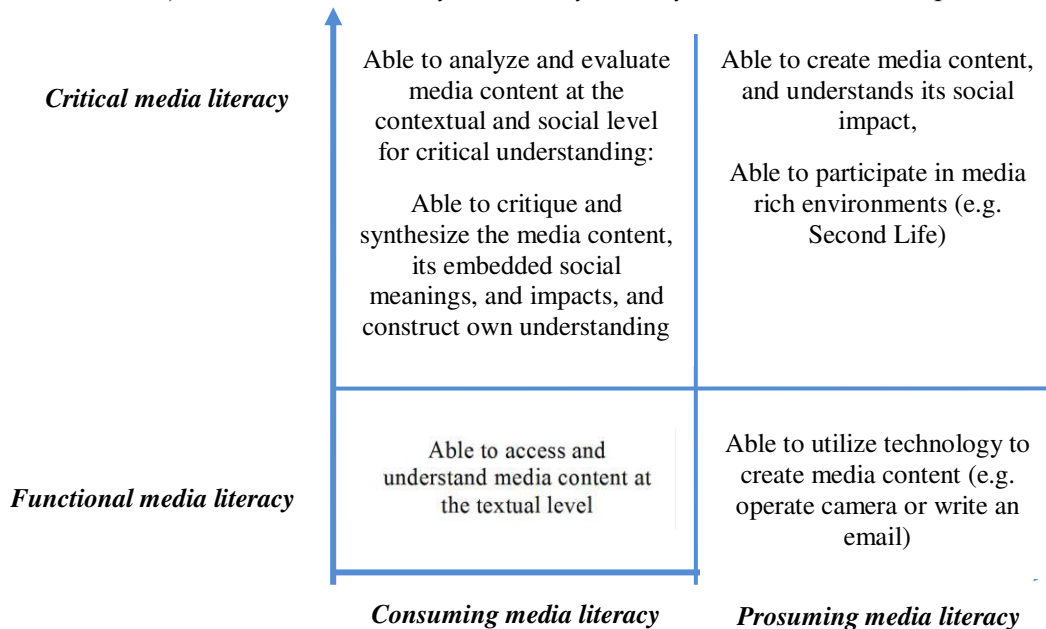 Critical media literacy
Able to analyze and evaluate
media content at the
contextual and social level
for critical understanding:
Able to critique and
synthesize the media content,
its embedded social
meanings, and impacts, and
construct own understanding
Able to create media content,
and understands its social
impact,
Able to participate in media
rich environments (e.g.
Second Life)
Functional media literacy
Able to access and
understand media content at
the textual level
Able to utilize technology to
create media content (e.g.
operate camera or write an
email)
Consuming media literacy
Prosuming media literacy